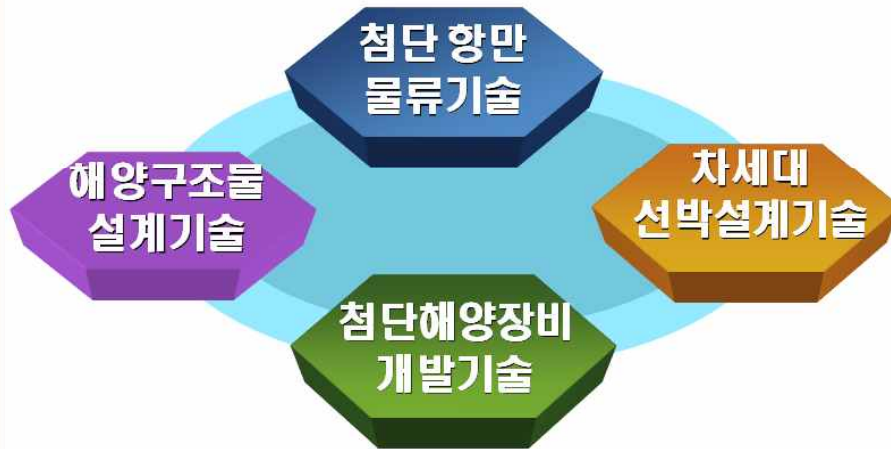 첨단 항만
물류기술
해양구조물
설계기술
차세대
선박설계기술
첨단해양장비
개발기술